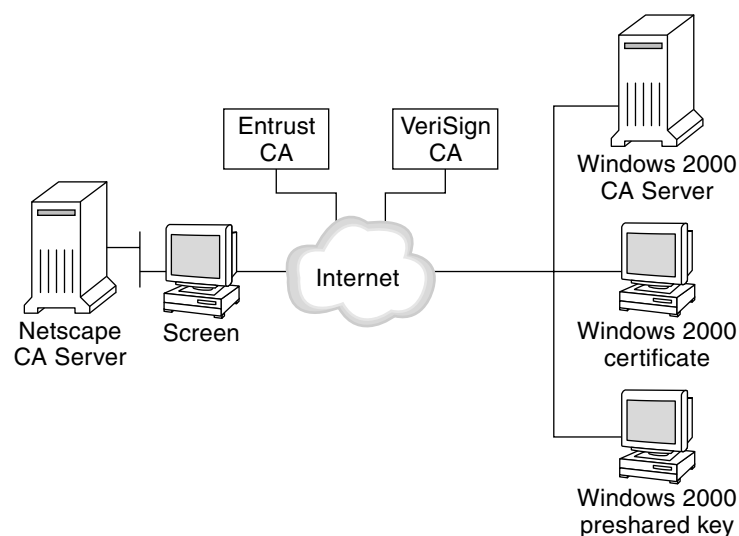 Entrust
CA
VeriSign
CA
Windows 2000
CA Server
Internet
Netscape
CA Server
Screen
Windows 2000
certificate
Windows 2000
preshared key